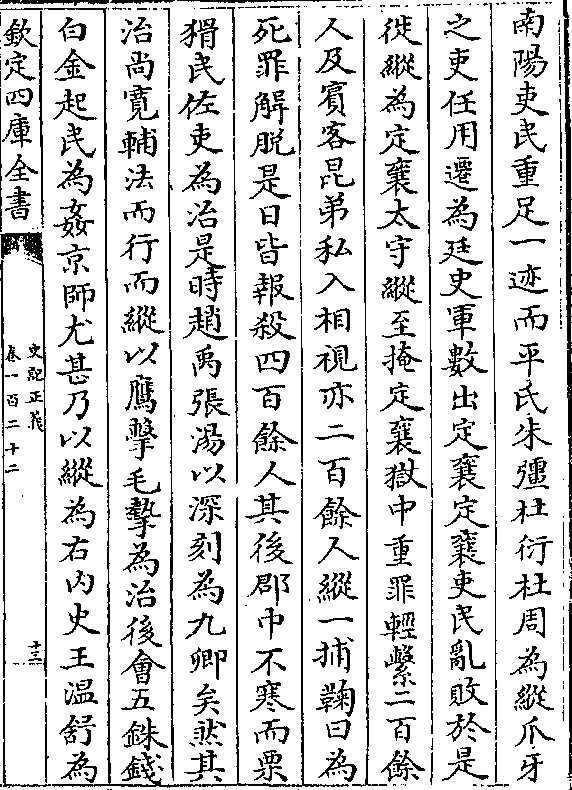 南陽吏民重足一迹而平氏朱彊杜衍杜周為縱爪牙
之吏任用遷為廷史軍數出定襄定襄吏民亂敗於是
徙縱為定襄太守縱至掩定襄獄中重罪輕繫二百餘
人及賓客昆弟私入相視亦二百餘人縱一捕鞠曰為
死罪解脱是日皆報殺四百餘人其後郡中不寒而栗
猾民佐吏為治是時趙禹張湯以深刻為九卿矣然其
治尚寛輔法而行而縱以鷹擊毛摯為治後會五銖錢
白金起民為姦京師尤甚乃以縱為右内史王温舒為
欽定四庫全書
史記正義
卷一百二十二
十三